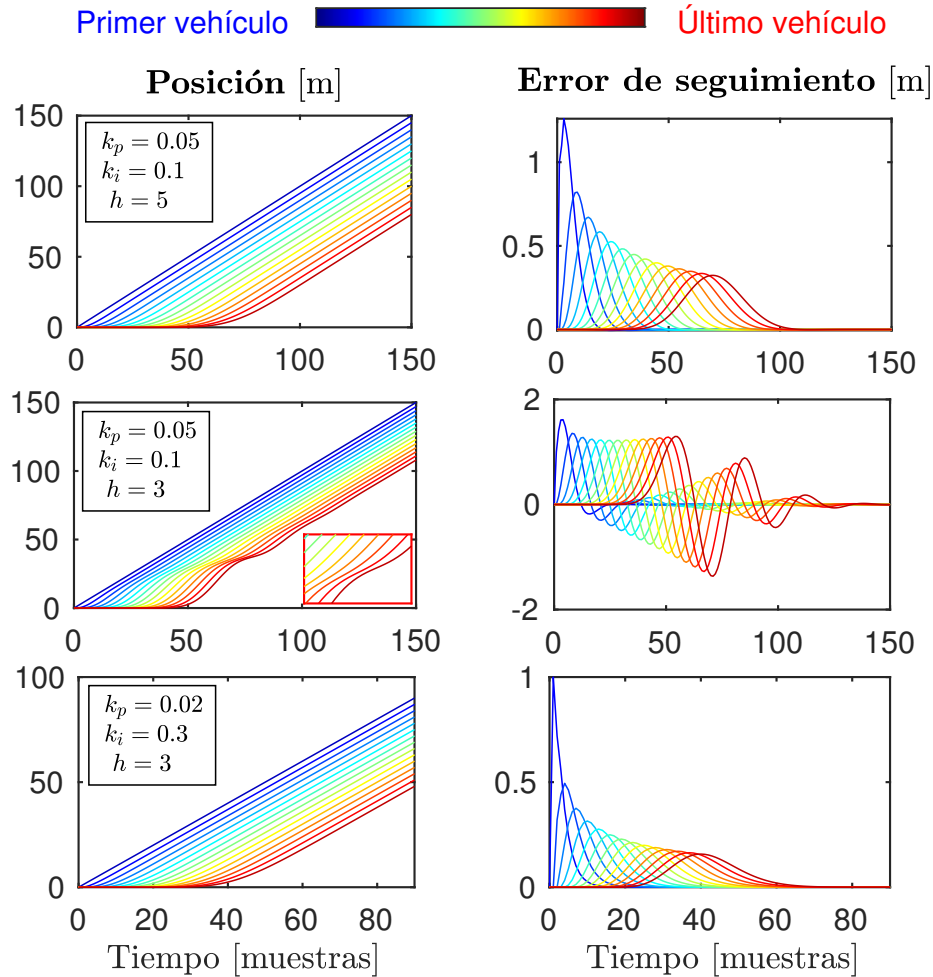 Primer vehículo
Último vehículo
Posición [m]
Error de seguimiento [m]
150
100
50
0
k_p = 0.05
k_i = 0.1
h = 5
0 50 100 150
1
0.5
0
0 50 100 150
150
100
50
0
k_p = 0.05
k_i = 0.1
h = 3
0 50 100 150
2
0
-2
0 50 100 150
100
50
0
k_p = 0.02
k_i = 0.3
h = 3
0 20 40 60 80
Tiempo [muestras]
1
0.5
0
0 20 40 60 80
Tiempo [muestras]